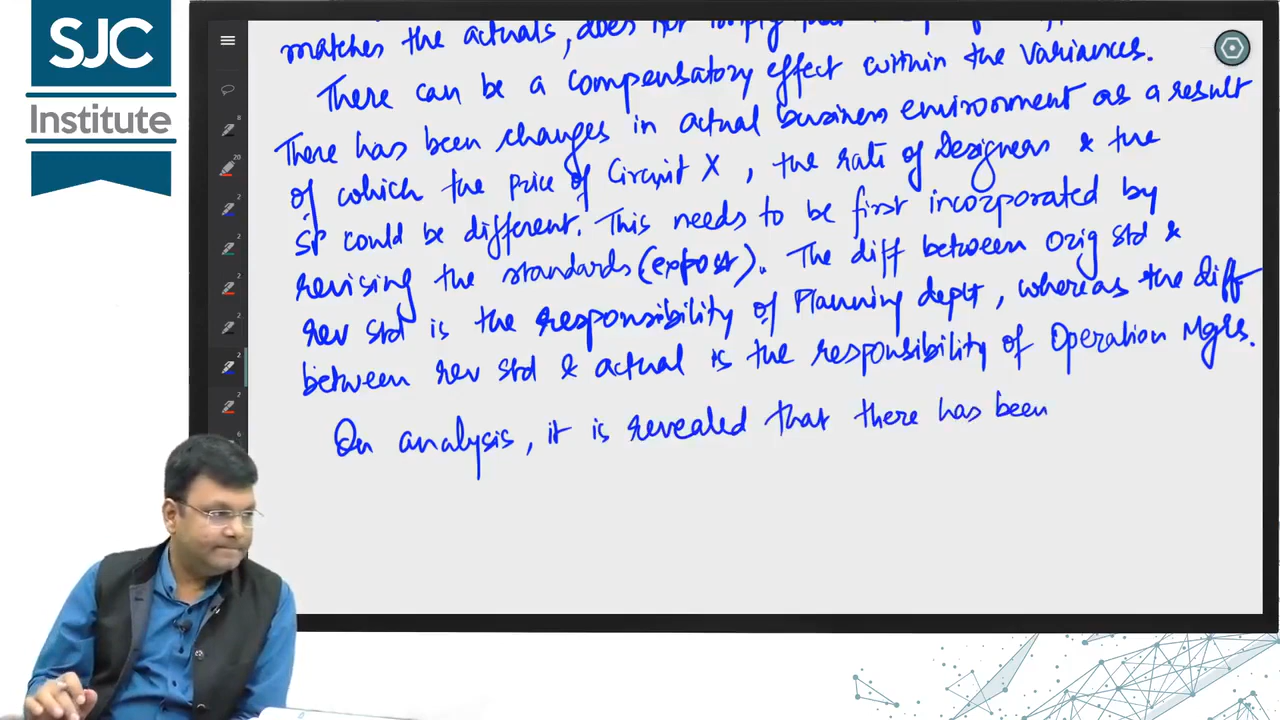 SJC
Institute
matches the actuals, does not imply that
There can be a compensatory effect within the variances.
There has been changes in actual business environment as a result
of which the price of Circuit X, the rate of Designers & the
SP could be different. This needs to be first incorporated by
revising the standards (expost). The diff between orig std &
rev std is the responsibility of Planning deptt, whereas the diff
between rev std & actual is the responsibility of Operation Mgrs.
On analysis, it is revealed that there has been